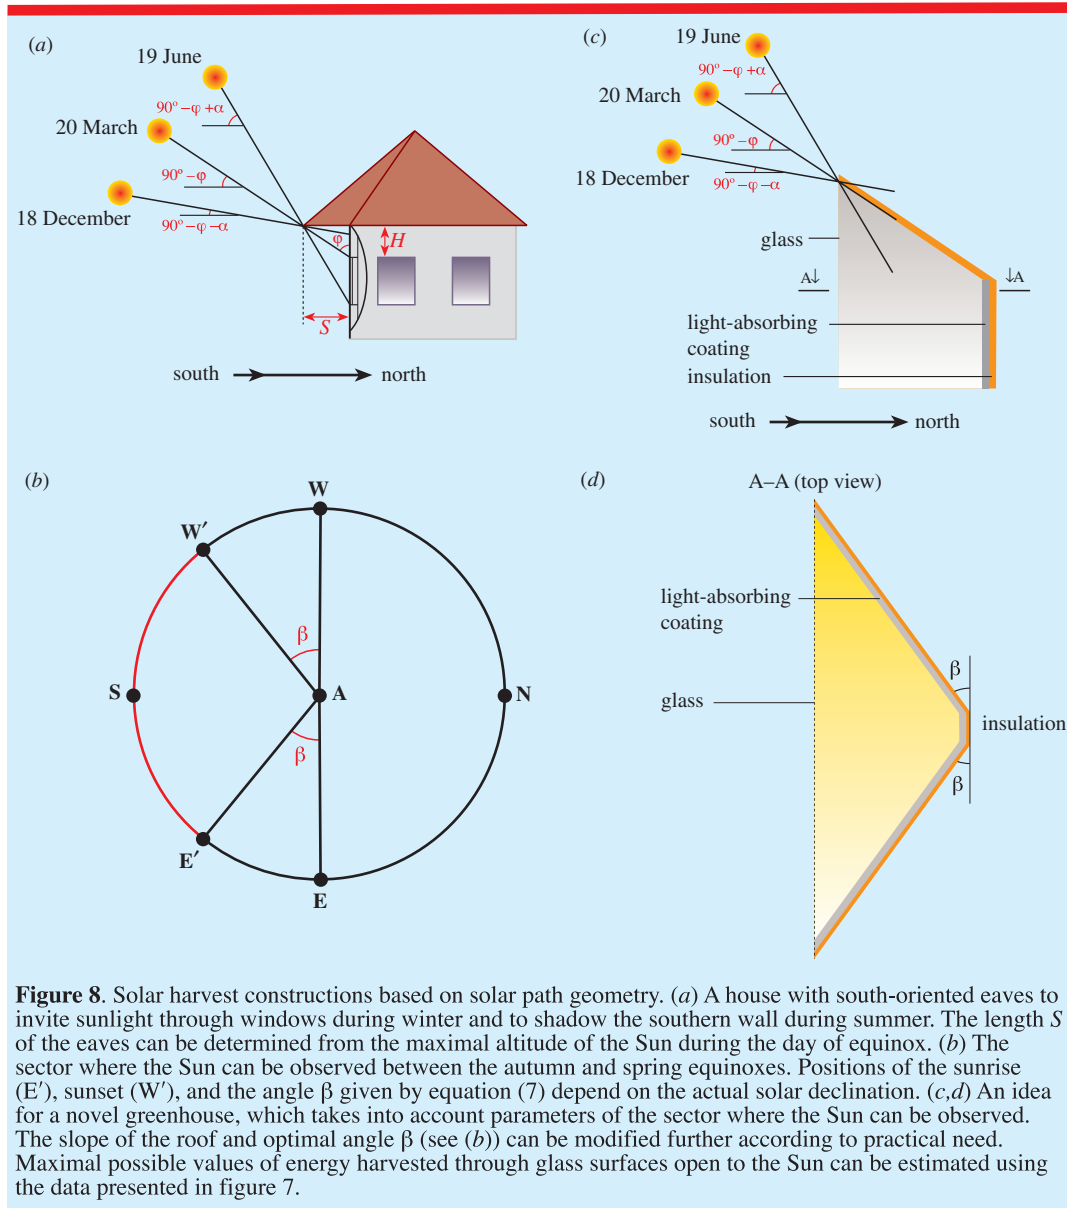 (a)
19 June
90º –φ +α
20 March
90º –φ
18 December
90º –φ –α
φ
H
S
south
north
(c)
19 June
90º –φ +α
20 March
90º –φ
18 December
90º –φ –α
glass
A↓
↓A
light-absorbing
coating
insulation
south
north
(b)
W
W′
β
S
A
N
β
E′
E
(d)
A–A (top view)
light-absorbing
coating
β
glass
insulation
β
Figure 8. Solar harvest constructions based on solar path geometry. (a) A house with south-oriented eaves to
invite sunlight through windows during winter and to shadow the southern wall during summer. The length S
of the eaves can be determined from the maximal altitude of the Sun during the day of equinox. (b) The
sector where the Sun can be observed between the autumn and spring equinoxes. Positions of the sunrise
(E′), sunset (W′), and the angle β given by equation (7) depend on the actual solar declination. (c,d) An idea
for a novel greenhouse, which takes into account parameters of the sector where the Sun can be observed.
The slope of the roof and optimal angle β (see (b)) can be modified further according to practical need.
Maximal possible values of energy harvested through glass surfaces open to the Sun can be estimated using
the data presented in figure 7.